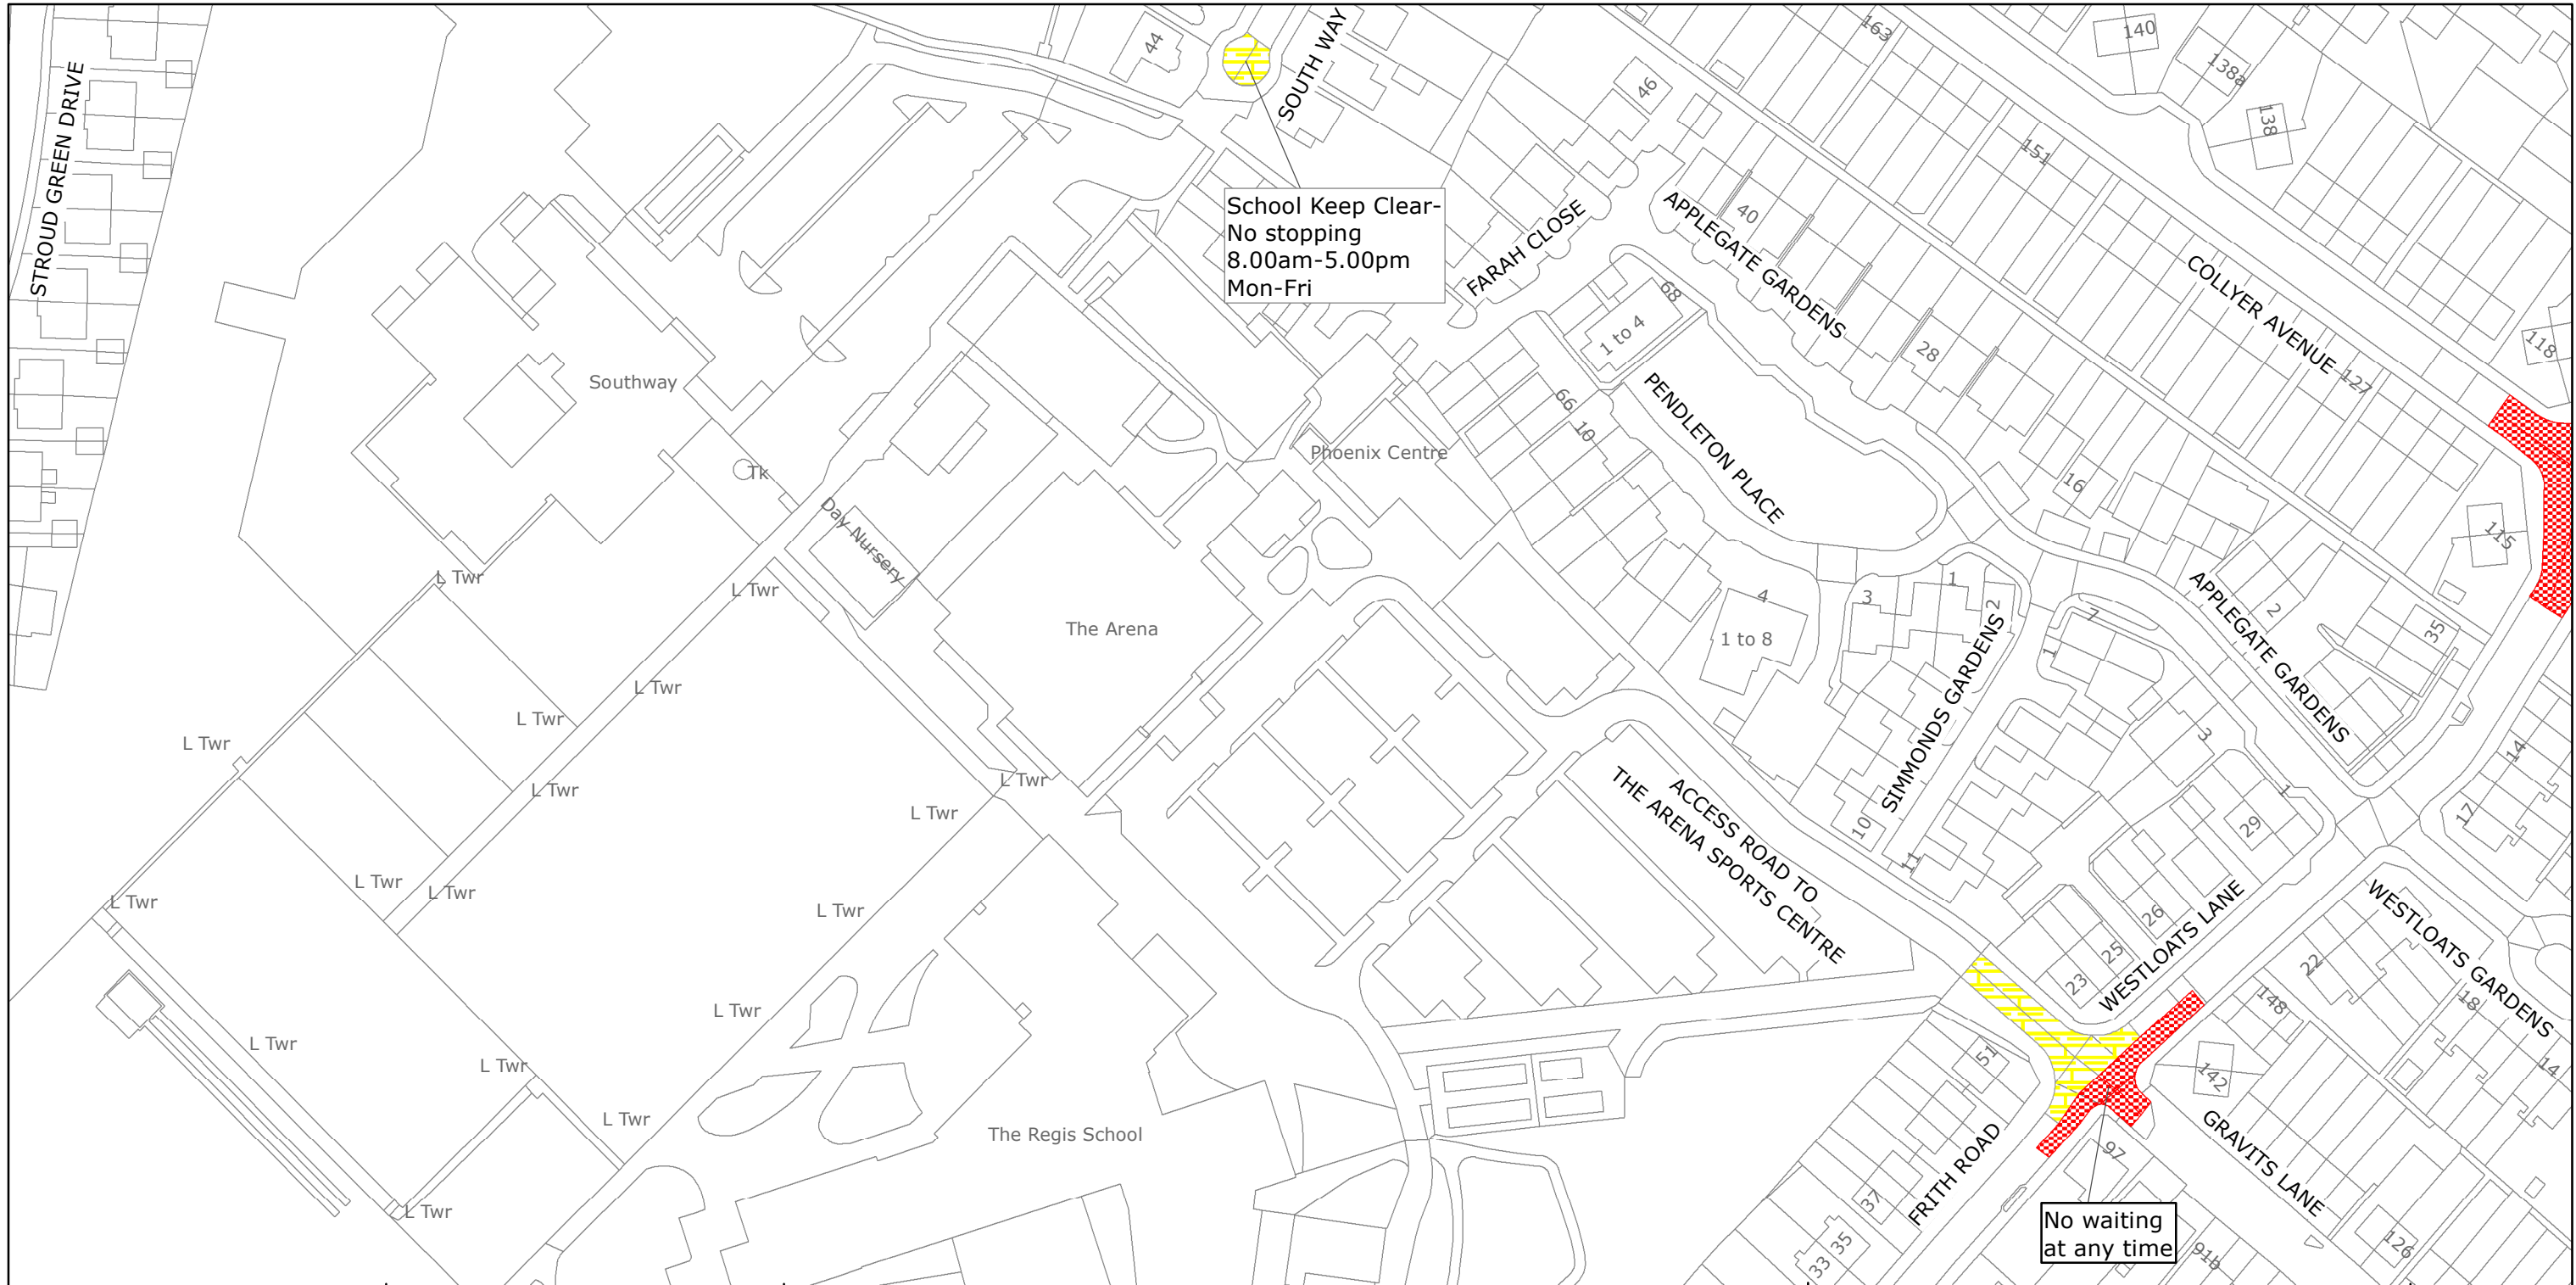 STROUD GREEN DRIVE
44
SOUTH WAY
163
140
138a
138
46
151
School Keep Clear-
No stopping
8.00am-5.00pm
Mon-Fri
FARAH CLOSE
APPLEGATE GARDENS
40
68
1 to 4
28
COLLYER AVENUE
127
118
Southway
66
10
PENDLETON PLACE
Phoenix Centre
Tk
16
115
Day Nursery
L Twr
L Twr
The Arena
4
1 to 8
3
1
2
SIMMONDS GARDENS
1
7
APPLEGATE GARDENS
2
35
L Twr
L Twr
L Twr
L Twr
L Twr
L Twr
3
14
17
1
29
ACCESS ROAD TO
THE ARENA SPORTS CENTRE
10
11
L Twr
L Twr
L Twr
L Twr
26
25
23
WESTLOATS LANE
WESTLOATS GARDENS
22
18
14
148
142
L Twr
L Twr
L Twr
L Twr
L Twr
The Regis School
51
37
35
33
FRITH ROAD
97
GRAVITS LANE
No waiting
at any time
91b
126